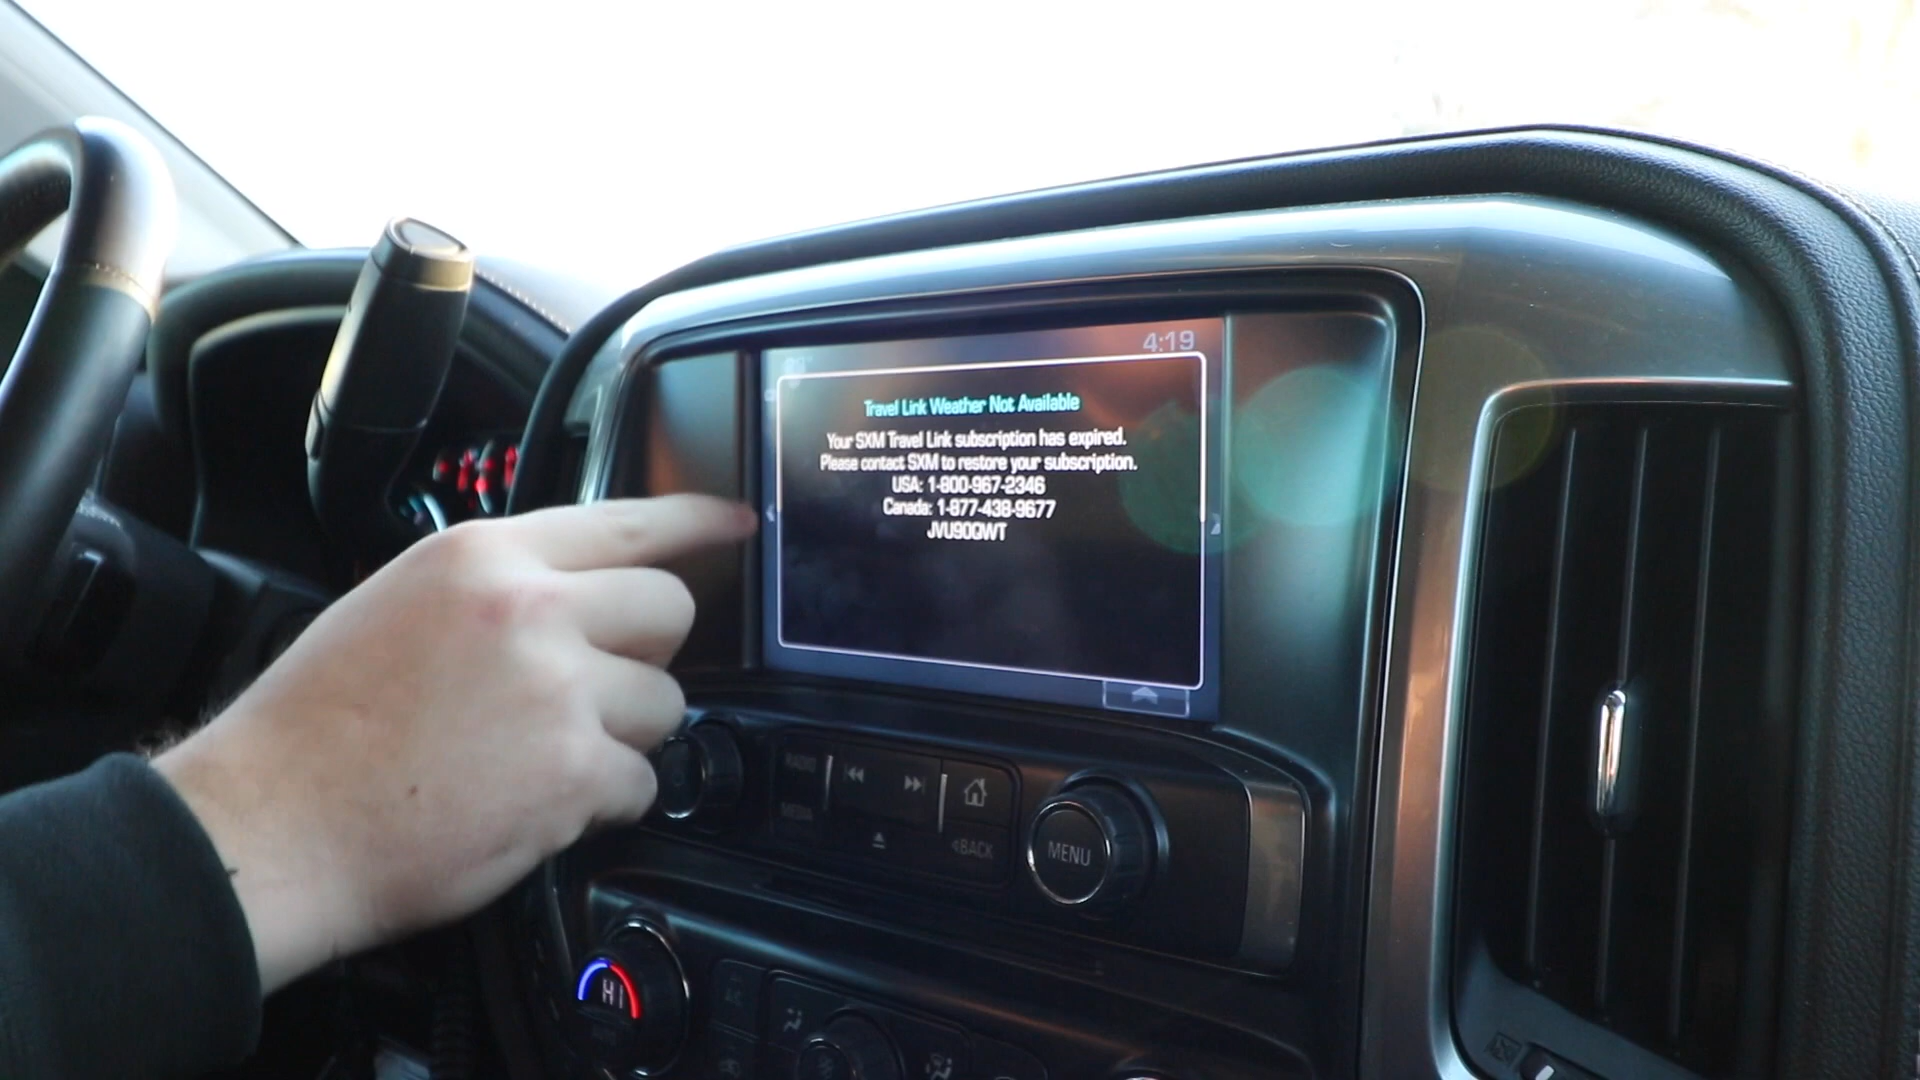 4:19
Travel Link Weather Not Available
Your SXM Travel Link subscription has expired.
Please contact SXM to restore your subscription.
USA: 1-800-967-2346
Canada: 1-877-438-9677
JVU90QWT
RADIO
MEDIA
<BACK
MENU
HI